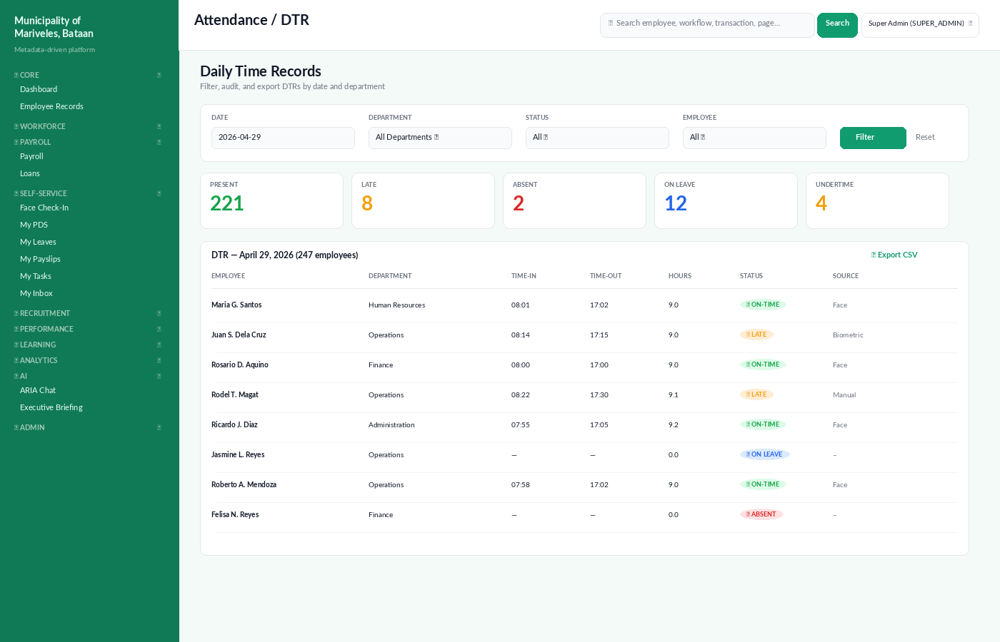 Municipality of
Mariveles, Bataan
Metadata-driven platform
CORE
Dashboard
Employee Records
WORKFORCE
PAYROLL
Payroll
Loans
SELF-SERVICE
Face Check-In
My PDS
My Leaves
My Payslips
My Tasks
My Inbox
RECRUITMENT
PERFORMANCE
LEARNING
ANALYTICS
AI
ARIA Chat
Executive Briefing
ADMIN
Attendance / DTR
Search employee, workflow, transaction, page...
Search
Super Admin (SUPER_ADMIN)
Daily Time Records
Filter, audit, and export DTRs by date and department
DATE DEPARTMENT STATUS EMPLOYEE
2026-04-29 All Departments All All Filter Reset
PRESENT LATE ABSENT ON LEAVE UNDERTIME
221 8 2 12 4
DTR — April 29, 2026 (247 employees) Export CSV
EMPLOYEE DEPARTMENT TIME-IN TIME-OUT HOURS STATUS SOURCE
Maria G. Santos Human Resources 08:01 17:02 9.0 ON-TIME Face
Juan S. Dela Cruz Operations 08:14 17:15 9.0 LATE Biometric
Rosario D. Aquino Finance 08:00 17:00 9.0 ON-TIME Face
Rodel T. Magat Operations 08:22 17:30 9.1 LATE Manual
Ricardo J. Diaz Administration 07:55 17:05 9.2 ON-TIME Face
Jasmine L. Reyes Operations — — 0.0 ON LEAVE –
Roberto A. Mendoza Operations 07:58 17:02 9.0 ON-TIME Face
Felisa N. Reyes Finance — — 0.0 ABSENT –